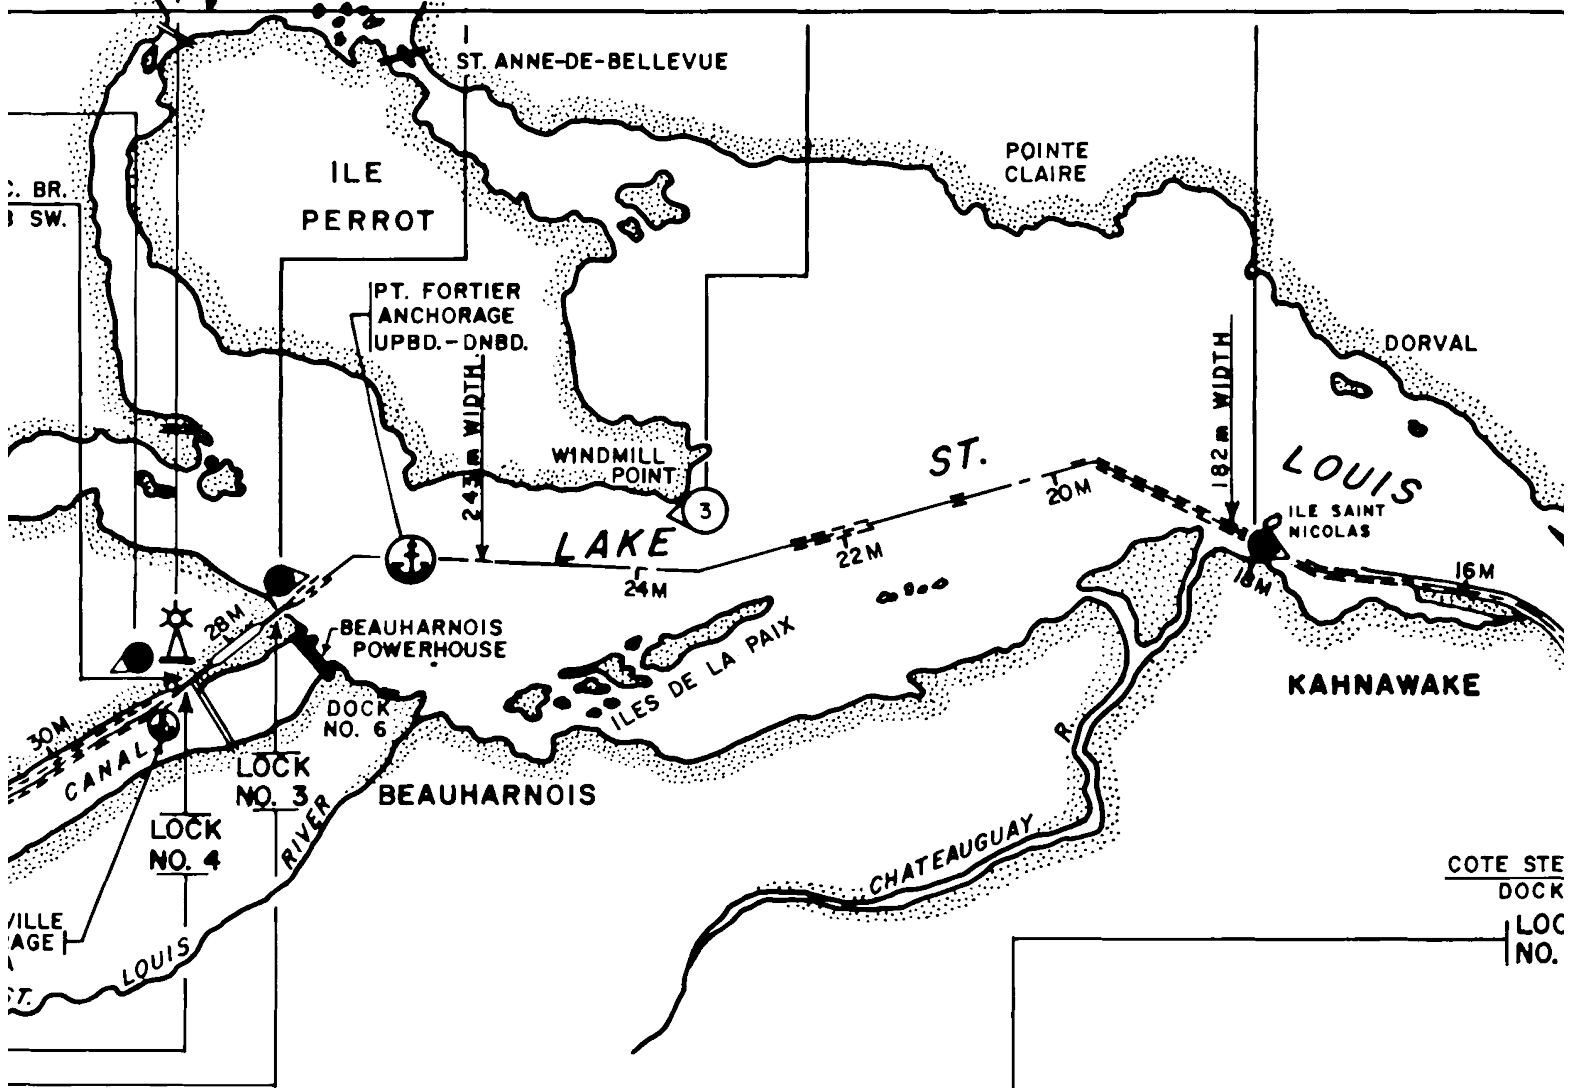 ST. ANNE-DE-BELLEVUE
POINTE
CLAIRE
ILE
PERROT
C. BR.
SW.
PT. FORTIER
ANCHORAGE
UPBD.-DNBD.
243m WIDTH
182m WIDTH
DORVAL
WINDMILL
POINT
3
LAKE
ST.
LOUIS
ILE SAINT
NICOLAS
16M
18M
20M
22M
24M
28M
30M
BEAUHARNOIS
POWERHOUSE
ILES DE LA PAIX
KAHNAWAKE
DOCK
NO. 6
CANAL
LOCK
NO. 3
BEAUHARNOIS
LOCK
NO. 4
RIVER
LOUIS
ST.
CHATEAUGUAY
R.
VILLE
AGE
COTE STE
DOCK
LOC
NO.